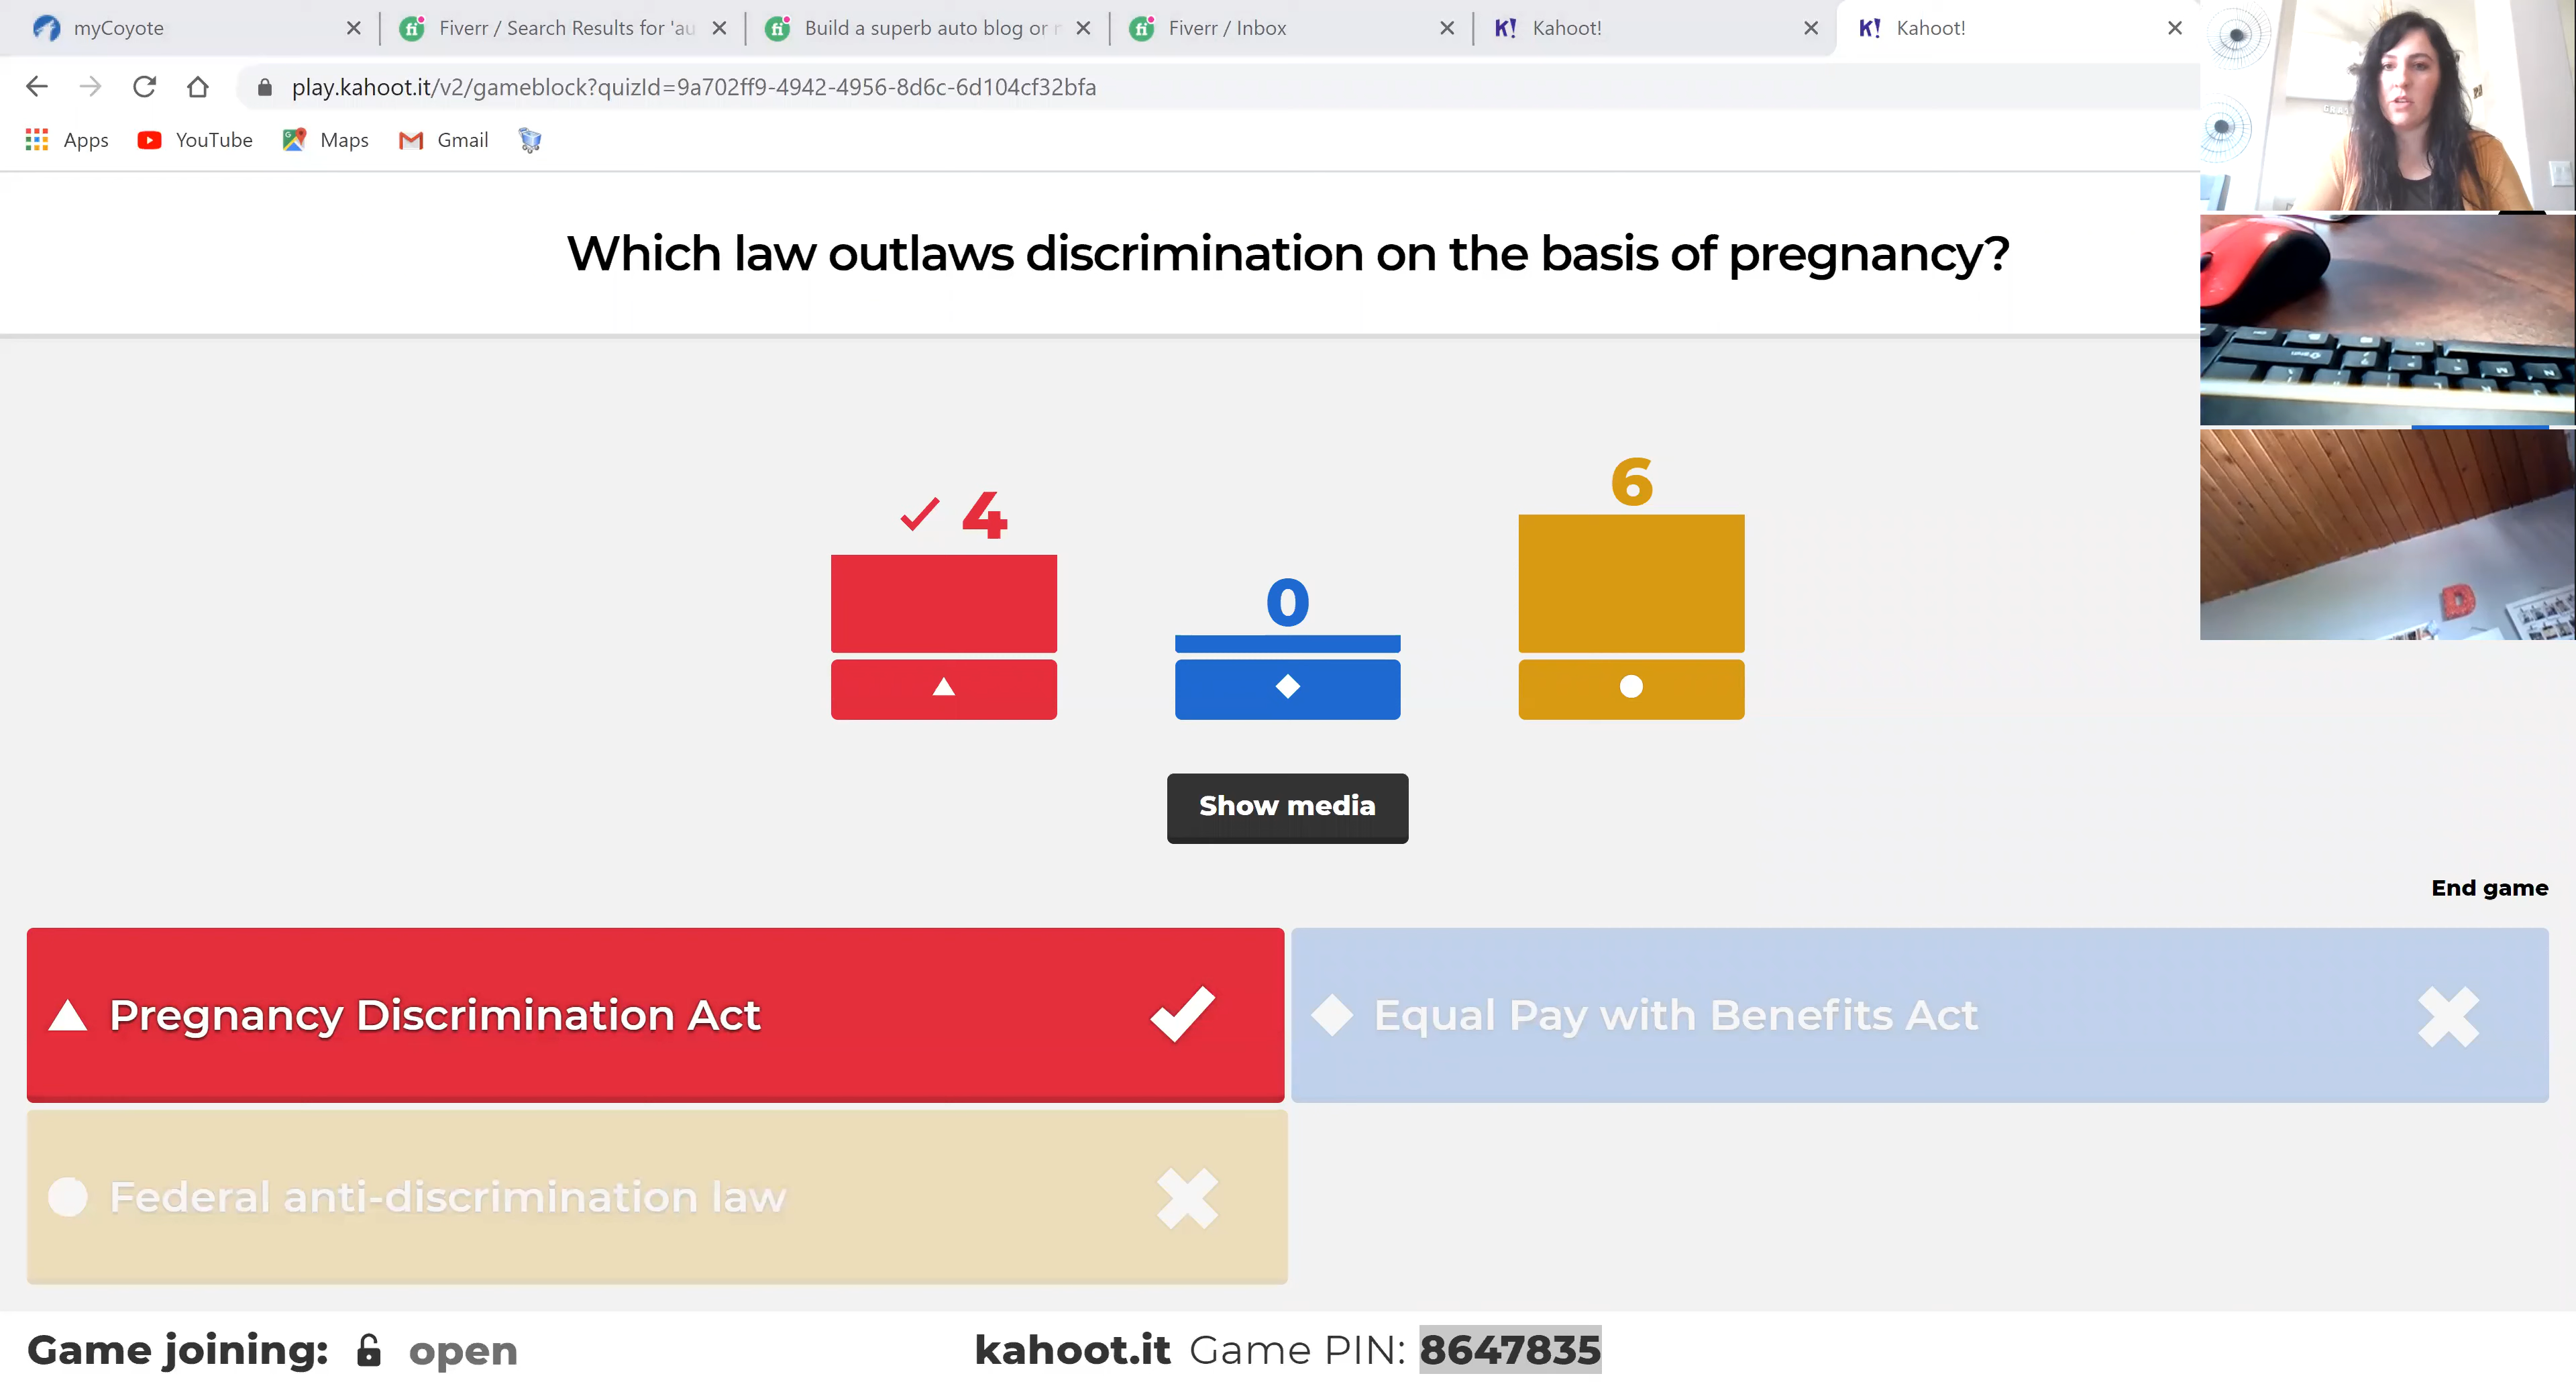 myCoyote
Fiverr / Search Results for 'au
Build a superb auto blog or n
Fiverr / Inbox
K! Kahoot!
K! Kahoot!
play.kahoot.it/v2/gameblock?quizId=9a702ff9-4942-4956-8d6c-6d104cf32bfa
Apps
YouTube
Maps
Gmail
Which law outlaws discrimination on the basis of pregnancy?
4
0
6
Show media
End game
Pregnancy Discrimination Act
Equal Pay with Benefits Act
Federal anti-discrimination law
Game joining: open
kahoot.it Game PIN: 8647835
D